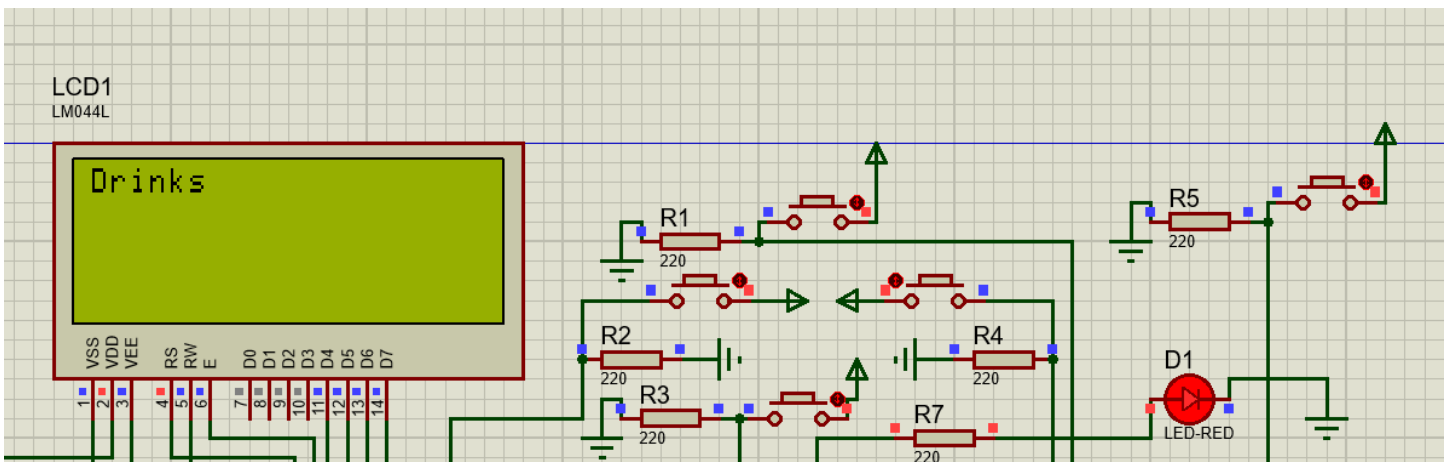 LCD1
LM044L
Drinks
VSS
VDD
VEE
RS
RW
E
D0
D1
D2
D3
D4
D5
D6
D7
1
2
3
4
5
6
7
8
9
10
11
12
13
14
R1
220
R2
220
R3
220
R4
220
R5
220
R7
220
D1
LED-RED